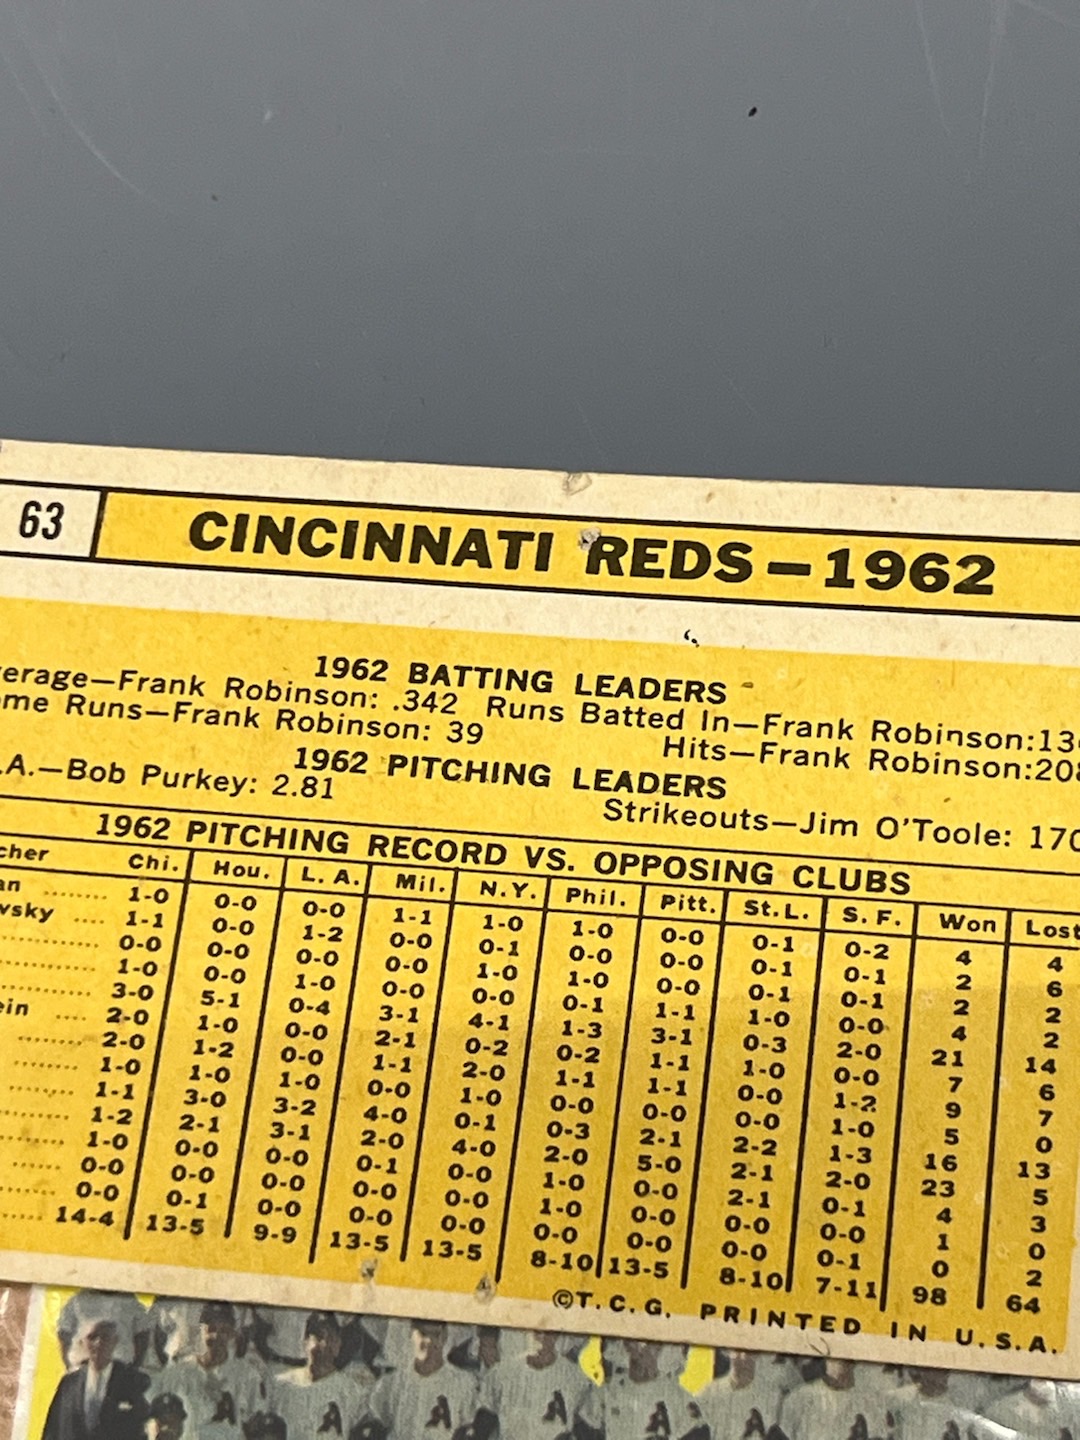 63 CINCINNATI REDS—1962
1962 BATTING LEADERS
erage—Frank Robinson: .342 Runs Batted In—Frank Robinson:13
me Runs—Frank Robinson: 39 Hits—Frank Robinson:20
1962 PITCHING LEADERS
.A.—Bob Purkey: 2.81 Strikeouts—Jim O'Toole: 170
1962 PITCHING RECORD VS. OPPOSING CLUBS
cher Chi. Hou. L.A. Mil. N.Y. Phil. Pitt. St.L. S.F. Won Lost
an ........ 1-0 0-0 0-0 1-1 1-0 1-0 0-0 0-1 0-2 4 4
vsky .... 1-1 0-0 1-2 0-0 0-1 0-0 0-0 0-1 0-1 2 6
............ 0-0 0-0 0-0 0-0 1-0 1-0 0-0 0-1 0-1 2 2
............ 1-0 0-0 1-0 0-0 0-0 0-1 1-1 1-0 0-0 4 2
............ 3-0 5-1 0-4 3-1 4-1 1-3 3-1 0-3 2-0 21 14
ein .... 2-0 1-0 0-0 2-1 0-2 0-2 1-1 1-0 0-0 7 6
........ 2-0 1-2 0-0 1-1 2-0 1-1 1-1 0-0 1-2 9 7
........ 1-0 1-0 1-0 0-0 1-0 0-0 0-0 0-0 1-0 5 0
........ 1-1 3-0 3-2 4-0 0-1 0-3 2-1 2-2 1-3 16 13
......... 1-2 2-1 3-1 2-0 4-0 2-0 5-0 2-1 2-0 23 5
......... 1-0 0-0 0-0 0-1 0-0 1-0 0-0 2-1 0-1 4 3
...... 0-0 0-0 0-0 0-0 0-0 1-0 0-0 0-0 0-0 1 0
........ 0-0 0-1 0-0 0-0 0-0 0-0 0-0 0-0 0-1 0 2
..... 14-4 13-5 9-9 13-5 13-5 8-10 13-5 8-10 7-11 98 64
©T.C.G. PRINTED IN U.S.A.
A A A A A A A